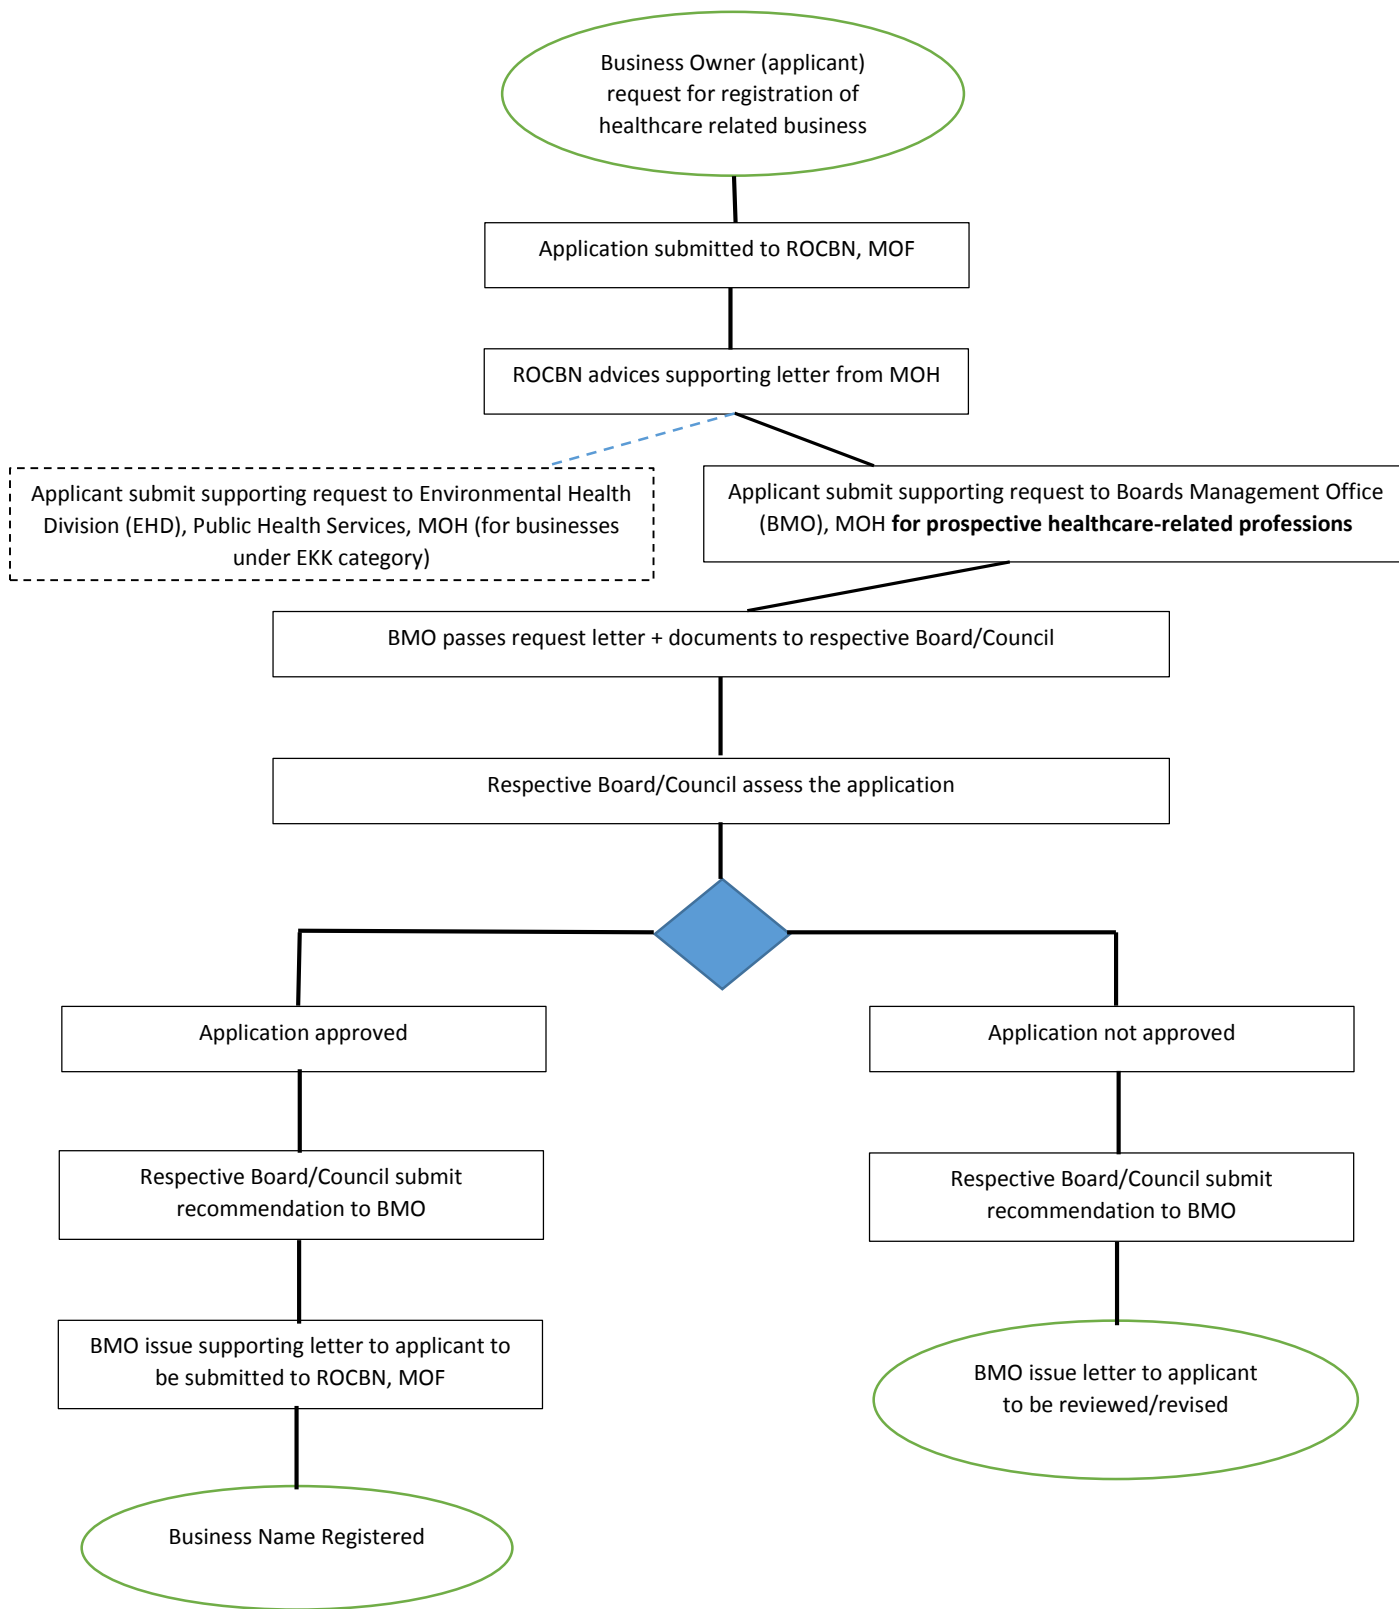 Business Owner (applicant)
request for registration of
healthcare related business
Application submitted to ROCBN, MOF
ROCBN advices supporting letter from MOH
Applicant submit supporting request to Environmental Health
Division (EHD), Public Health Services, MOH (for businesses
under EKK category)
Applicant submit supporting request to Boards Management Office
(BMO), MOH for prospective healthcare-related professions
BMO passes request letter + documents to respective Board/Council
Respective Board/Council assess the application
Application approved
Application not approved
Respective Board/Council submit
recommendation to BMO
Respective Board/Council submit
recommendation to BMO
BMO issue supporting letter to applicant to
be submitted to ROCBN, MOF
BMO issue letter to applicant
to be reviewed/revised
Business Name Registered